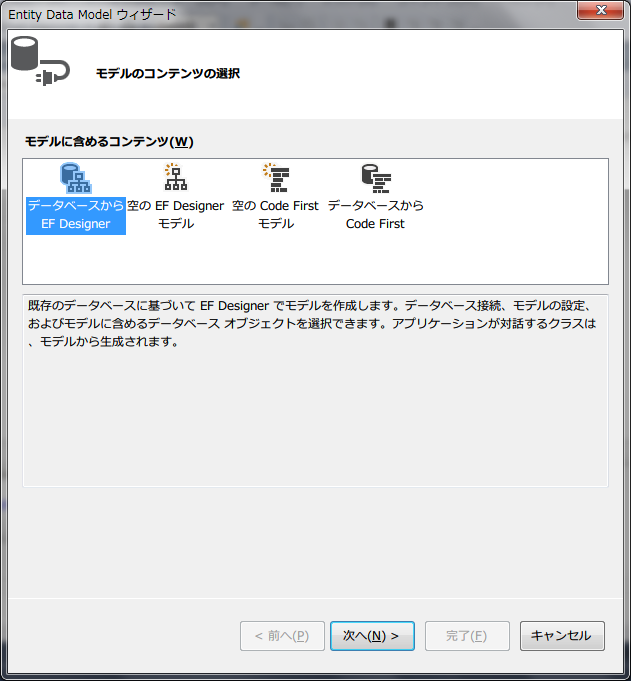 Entity Data Model ウィザード
モデルのコンテンツの選択
モデルに含めるコンテンツ(W)
データベースから
EF Designer
空の EF Designer
モデル
空の Code First
モデル
データベースから
Code First
既存のデータベースに基づいて EF Designer でモデルを作成します。データベース接続、モデルの設定、
およびモデルに含めるデータベース オブジェクトを選択できます。アプリケーションが対話するクラスは
、モデルから生成されます。
< 前へ(P)
次へ(N) >
完了(F)
キャンセル